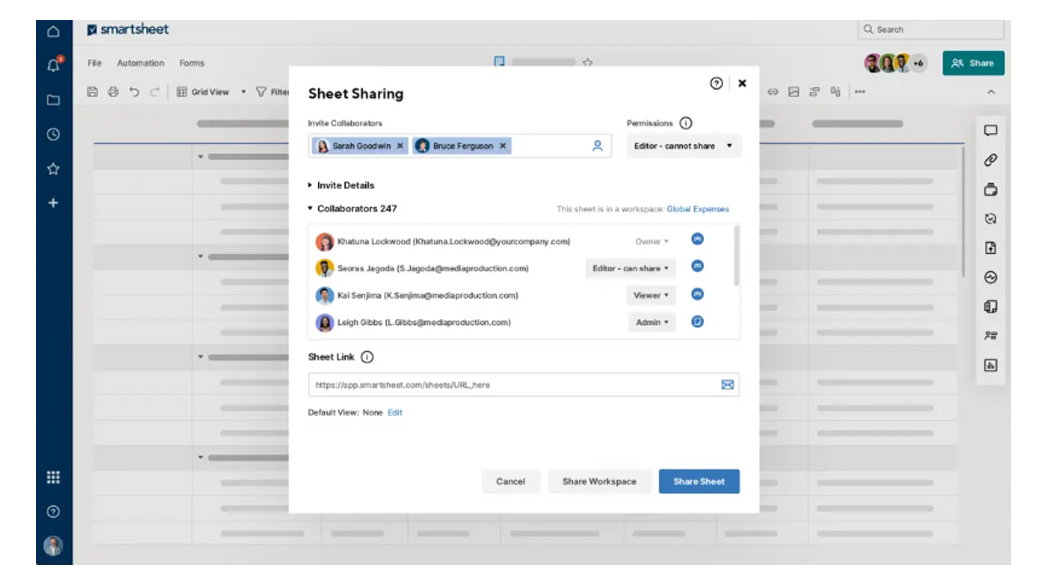 smartsheet
Search
File Automation Forms
+6 Share
Grid View Filter
Sheet Sharing
Invite Collaborators
Permissions
Sarah Goodwin Bruce Ferguson
Editor - cannot share
Invite Details
Collaborators 247
This sheet is in a workspace: Global Expenses
Khatuna Lockwood (Khatuna.Lockwood@yourcompany.com) Owner
Seoras Jagoda (S.Jagoda@mediaproduction.com) Editor - can share
Kai Senjima (K.Senjima@mediaproduction.com) Viewer
Leigh Gibbs (L.Gibbs@mediaproduction.com) Admin
Sheet Link
https://app.smartsheet.com/sheets/URL_here
Default View: None Edit
Cancel Share Workspace Share Sheet